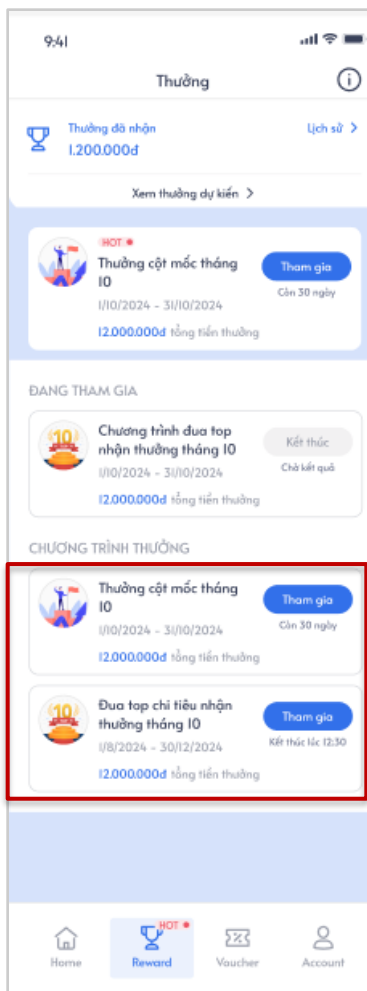 9:41
Thưởng
Thưởng đã nhận
Lịch sử >
1.200.000đ
Xem thưởng dự kiến >
HOT
Thưởng cột mốc tháng
10
Tham gia
1/10/2024 - 31/10/2024
Còn 30 ngày
12.000.000đ tổng tiền thưởng
ĐANG THAM GIA
10
Chương trình đua top
nhận thưởng tháng 10
Kết thúc
1/10/2024 - 31/10/2024
Chờ kết quả
12.000.000đ tổng tiền thưởng
CHƯƠNG TRÌNH THƯỞNG
Thưởng cột mốc tháng
10
Tham gia
1/10/2024 - 31/10/2024
Còn 30 ngày
12.000.000đ tổng tiền thưởng
10
Đua top chi tiêu nhận
thưởng tháng 10
Tham gia
1/8/2024 - 30/12/2024
Kết thúc lúc 12:30
12.000.000đ tổng tiền thưởng
HOT
Home
Reward
Voucher
Account